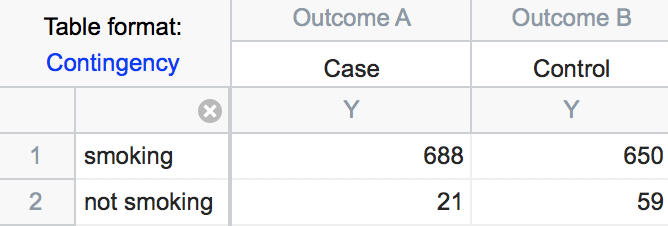 Table format: Outcome A Outcome B
Contingency Case Control
Y Y
1 smoking 688 650
2 not smoking 21 59